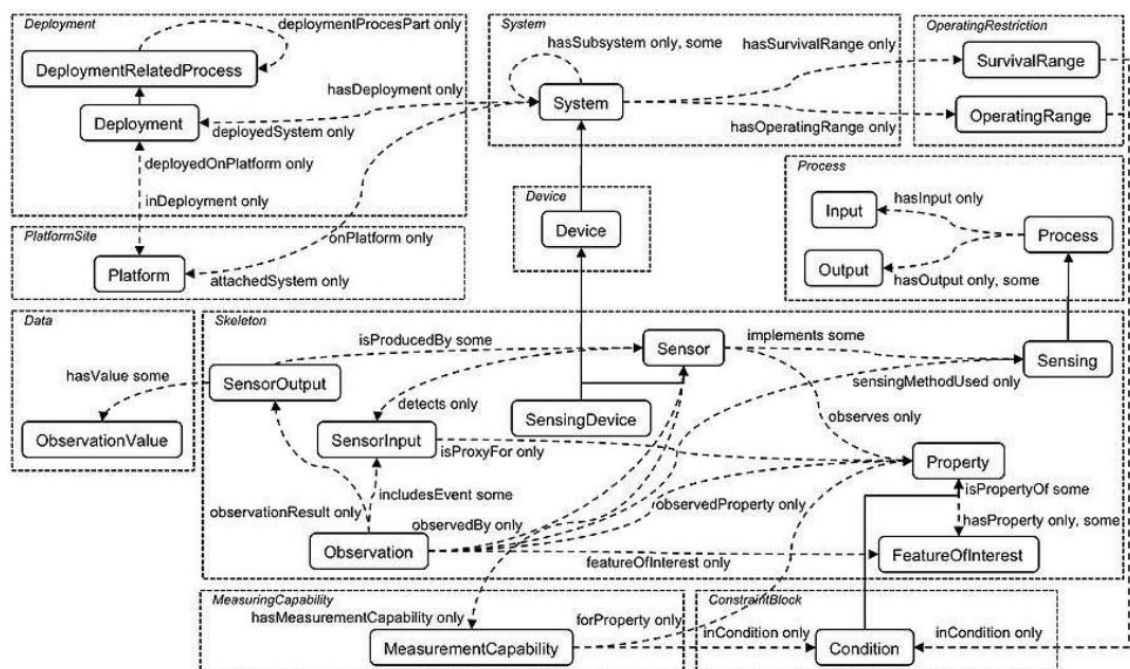 Deployment
deploymentProcesPart only
DeploymentRelatedProcess
Deployment
hasDeployment only
deployedSystem only
deployedOnPlatform only
inDeployment only
System
hasSubsystem only, some
hasSurvivalRange only
System
hasOperatingRange only
OperatingRestriction
SurvivalRange
OperatingRange
Process
hasInput only
Input
Process
Output
hasOutput only, some
Device
Device
PlatformSite
onPlatform only
Platform
attachedSystem only
Data
hasValue some
ObservationValue
Skeleton
isProducedBy some
Sensor
implements some
Sensing
SensorOutput
sensingMethodUsed only
detects only
SensingDevice
observes only
SensorInput
isProxyFor only
Property
isPropertyOf some
includesEvent some
observationResult only
observedBy only
observedProperty only
hasProperty only, some
Observation
featureOfInterest only
FeatureOfInterest
MeasuringCapability
hasMeasurementCapability only
forProperty only
MeasurementCapability
ConstraintBlock
inCondition only
Condition
inCondition only